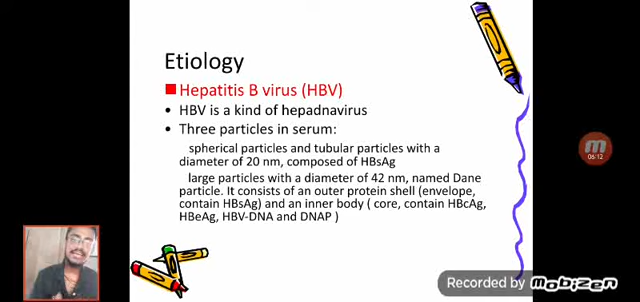 Etiology
Hepatitis B virus (HBV)
• HBV is a kind of hepadnavirus
• Three particles in serum:
spherical particles and tubular particles with a
diameter of 20 nm, composed of HBsAg
large particles with a diameter of 42 nm, named Dane
particle. It consists of an outer protein shell (envelope,
contain HBsAg) and an inner body ( core, contain HBcAg,
HBeAg, HBV-DNA and DNAP )
06:12
Recorded by mobizen